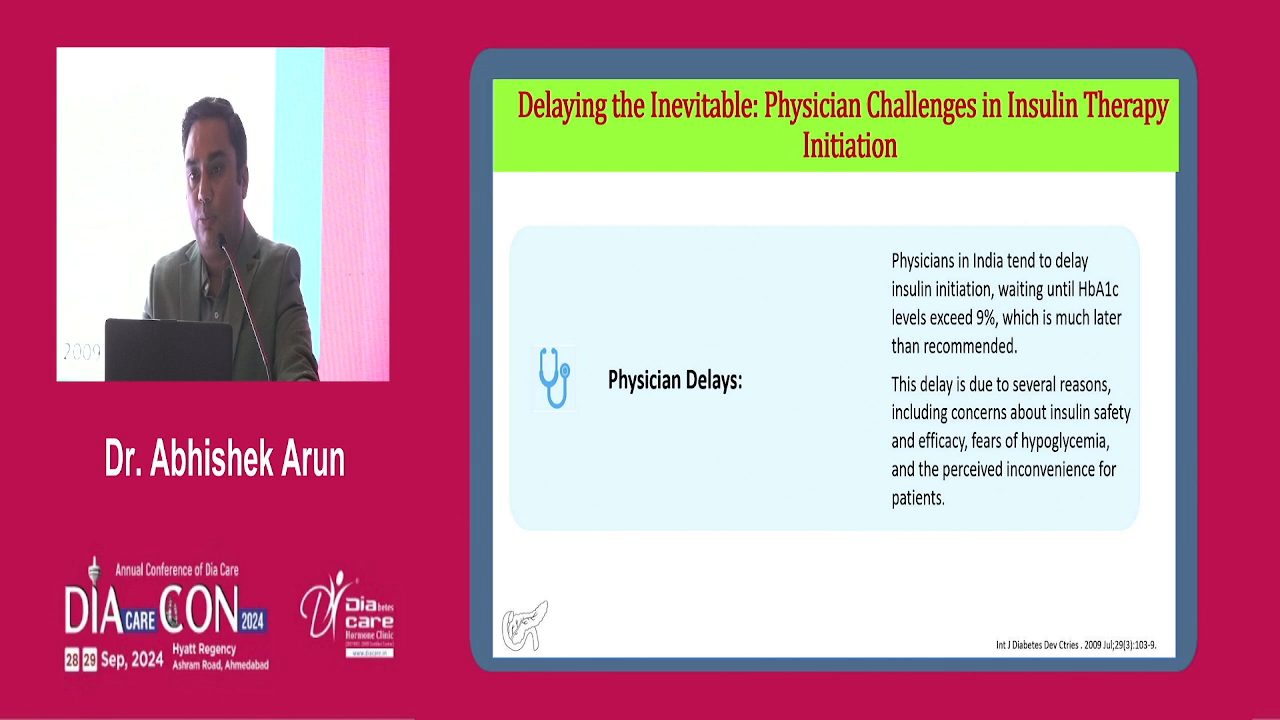 2009
Dr. Abhishek Arun
Annual Conference of Dia Care
DIA CARE CON 2024
28 29 Sep, 2024
Hyatt Regency
Ashram Road, Ahmedabad
Diabetes
care
Hormone Clinic
www.diacare.in
Delaying the Inevitable: Physician Challenges in Insulin Therapy
Initiation
Physician Delays:
Physicians in India tend to delay
insulin initiation, waiting until HbA1c
levels exceed 9%, which is much later
than recommended.
This delay is due to several reasons,
including concerns about insulin safety
and efficacy, fears of hypoglycemia,
and the perceived inconvenience for
patients.
Int J Diabetes Dev Ctries . 2009 Jul;29(3):103-9.